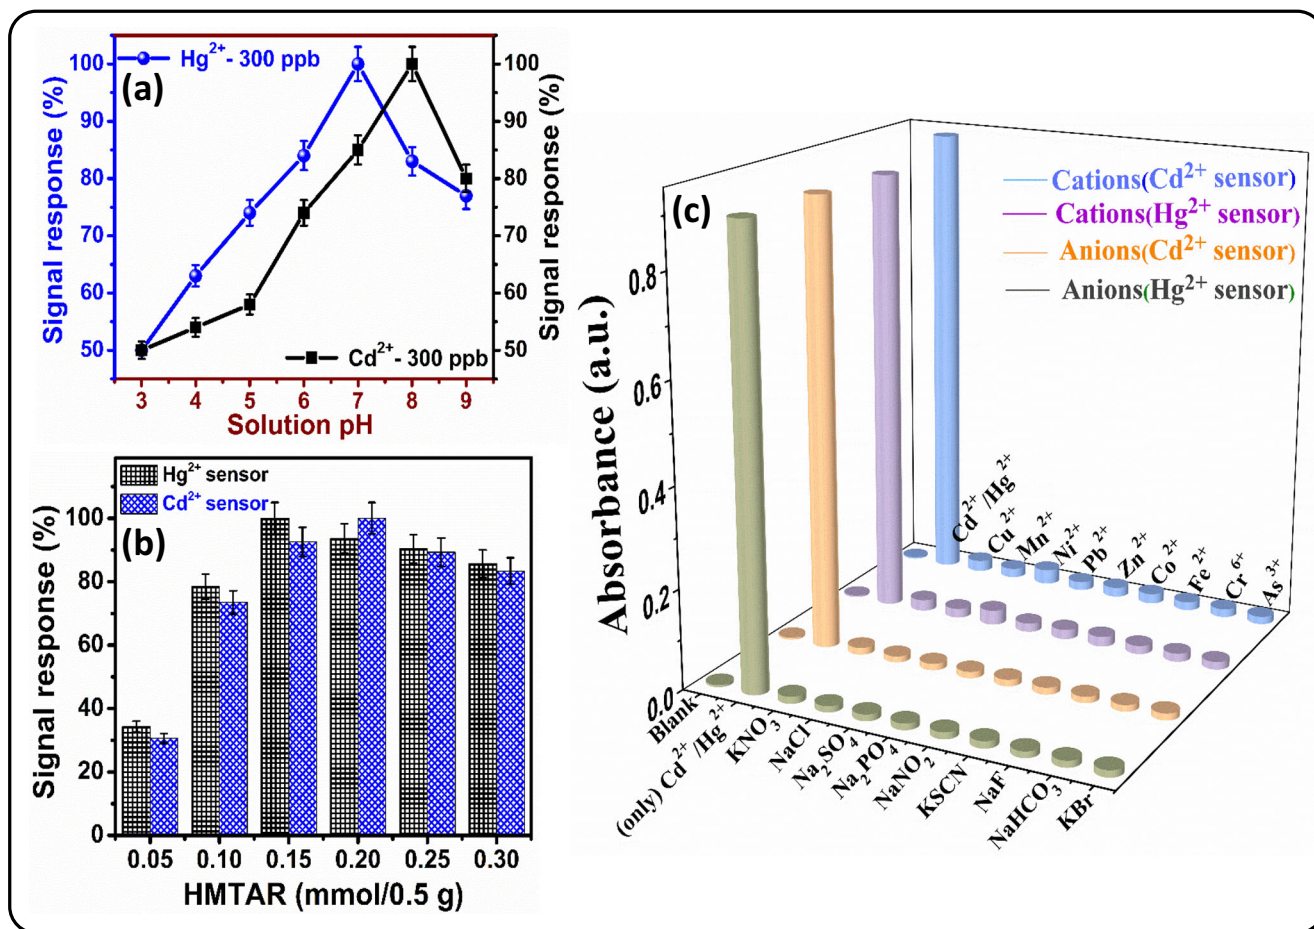 (a)
Hg²⁺- 300 ppb
Cd²⁺- 300 ppb
Signal response (%)
100
90
80
70
60
50
Signal response (%)
100
90
80
70
60
50
3 4 5 6 7 8 9
Solution pH
(b)
Hg²⁺ sensor
Cd²⁺ sensor
Signal response (%)
100
80
60
40
20
0
0.05 0.10 0.15 0.20 0.25 0.30
HMTAR (mmol/0.5 g)
(c)
Cations(Cd²⁺ sensor)
Cations(Hg²⁺ sensor)
Anions(Cd²⁺ sensor)
Anions(Hg²⁺ sensor)
Absorbance (a.u.)
0.8
0.6
0.4
0.2
0.0
Cd²⁺/Hg²⁺
Cu²⁺
Mn²⁺
Ni²⁺
Pb²⁺
Zn²⁺
Co²⁺
Fe²⁺
Cr⁶⁺
As³⁺
Blank
(only) Cd²⁺/Hg²⁺
KNO₃
NaCl
Na₂SO₄
Na₂PO₄
NaNO₂
KSCN
NaF
NaHCO₃
KBr